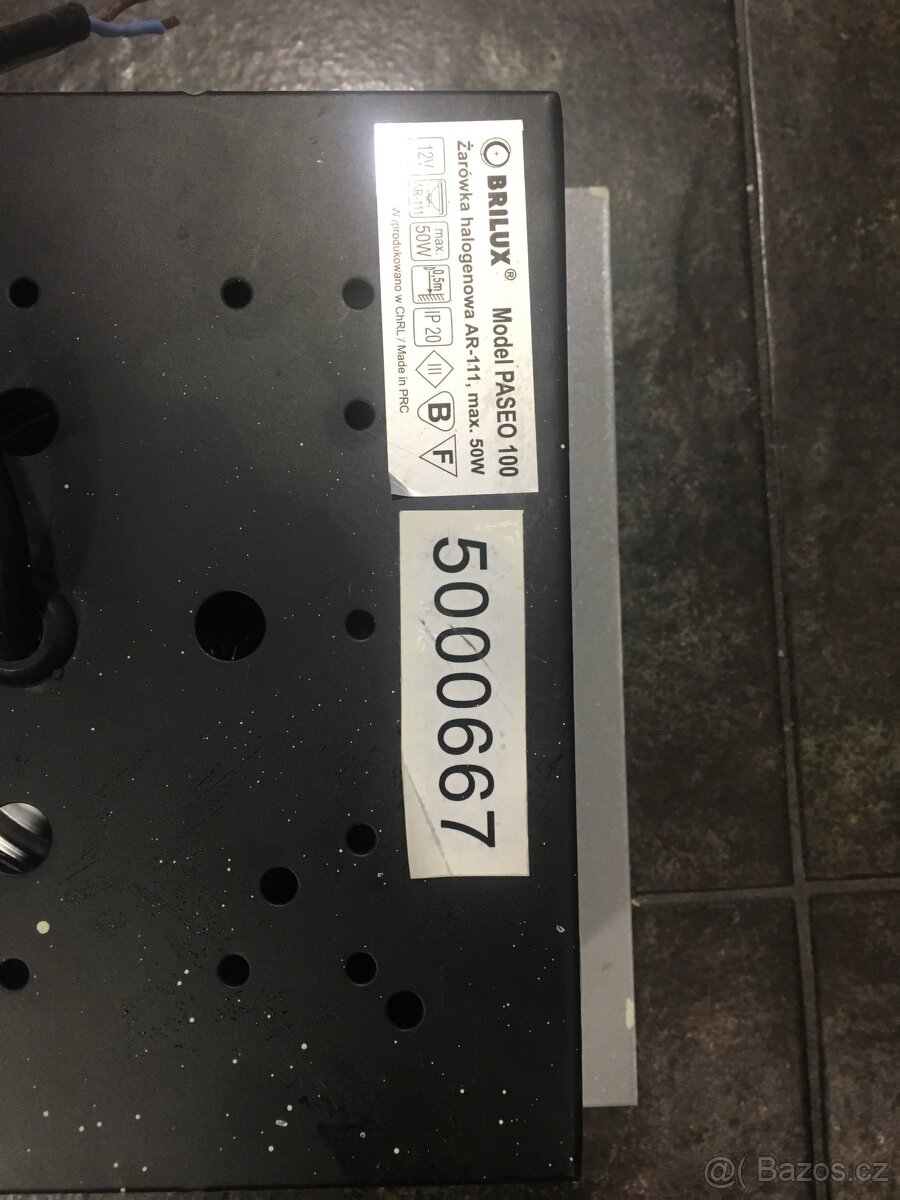 BRILUX® Model PASEO 100
Żarówka halogenowa AR-111, max. 50W
12V AR-111 max. 50W 0,5m IP 20 III B F
Wyprodukowano w ChRL / Made in PRC
5000667
@( Bazos.cz